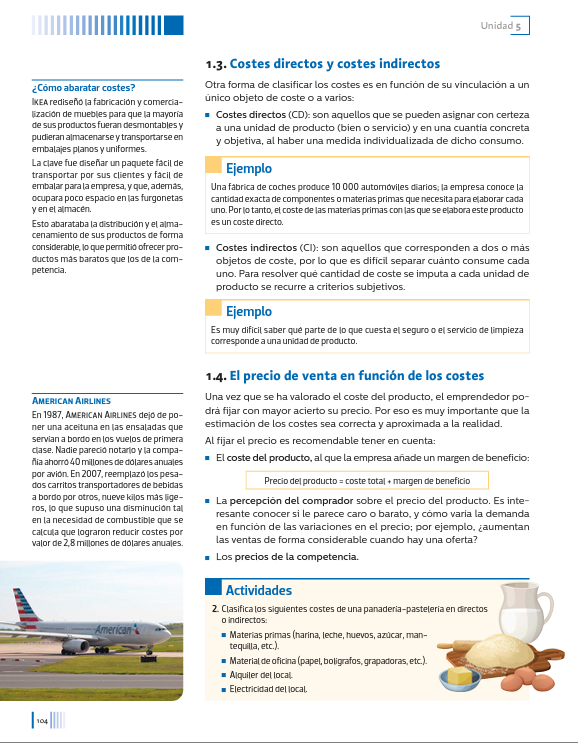 Unidad 5
¿Cómo abaratar costes?
IKEA rediseñó la fabricación y comercia-
lización de muebles para que la mayoría
de sus productos fueran desmontables y
pudieran almacenarse y transportarse en
embalajes planos y uniformes.
La clave fue diseñar un paquete fácil de
transportar por sus clientes y fácil de
embalar para la empresa, y que, además,
ocupara poco espacio en las furgonetas
y en el almacén.
Esto abarataba la distribución y el alma-
cenamiento de sus productos de forma
considerable, lo que permitió ofrecer pro-
ductos más baratos que los de la com-
petencia.
AMERICAN AIRLINES
En 1987, AMERICAN AIRLINES dejó de po-
ner una aceituna en las ensaladas que
servían a bordo en los vuelos de primera
clase. Nadie pareció notarlo y la compa-
ñía ahorró 40 millones de dólares anuales
por avión. En 2007, reemplazó los pesa-
dos carritos transportadores de bebidas
a bordo por otros, nueve kilos más lige-
ros, lo que supuso una disminución tal
en la necesidad de combustible que se
calcula que lograron reducir costes por
valor de 2,8 millones de dólares anuales.
American
1.3. Costes directos y costes indirectos
Otra forma de clasificar los costes es en función de su vinculación a un
único objeto de coste o a varios:
■ Costes directos (CD): son aquellos que se pueden asignar con certeza
a una unidad de producto (bien o servicio) y en una cuantía concreta
y objetiva, al haber una medida individualizada de dicho consumo.
Ejemplo
Una fábrica de coches produce 10 000 automóviles diarios; la empresa conoce la
cantidad exacta de componentes o materias primas que necesita para elaborar cada
uno. Por lo tanto, el coste de las materias primas con las que se elabora este producto
es un coste directo.
■ Costes indirectos (CI): son aquellos que corresponden a dos o más
objetos de coste, por lo que es difícil separar cuánto consume cada
uno. Para resolver qué cantidad de coste se imputa a cada unidad de
producto se recurre a criterios subjetivos.
Ejemplo
Es muy difícil saber qué parte de lo que cuesta el seguro o el servicio de limpieza
corresponde a una unidad de producto.
1.4. El precio de venta en función de los costes
Una vez que se ha valorado el coste del producto, el emprendedor po-
drá fijar con mayor acierto su precio. Por eso es muy importante que la
estimación de los costes sea correcta y aproximada a la realidad.
Al fijar el precio es recomendable tener en cuenta:
■ El coste del producto, al que la empresa añade un margen de beneficio:
Precio del producto = coste total + margen de beneficio
■ La percepción del comprador sobre el precio del producto. Es inte-
resante conocer si le parece caro o barato, y cómo varía la demanda
en función de las variaciones en el precio; por ejemplo, ¿aumentan
las ventas de forma considerable cuando hay una oferta?
■ Los precios de la competencia.
Actividades
2. Clasifica los siguientes costes de una panadería-pastelería en directos
o indirectos:
■ Materias primas (harina, leche, huevos, azúcar, man-
tequilla, etc.).
■ Material de oficina (papel, bolígrafos, grapadoras, etc.).
■ Alquiler del local.
■ Electricidad del local.
104